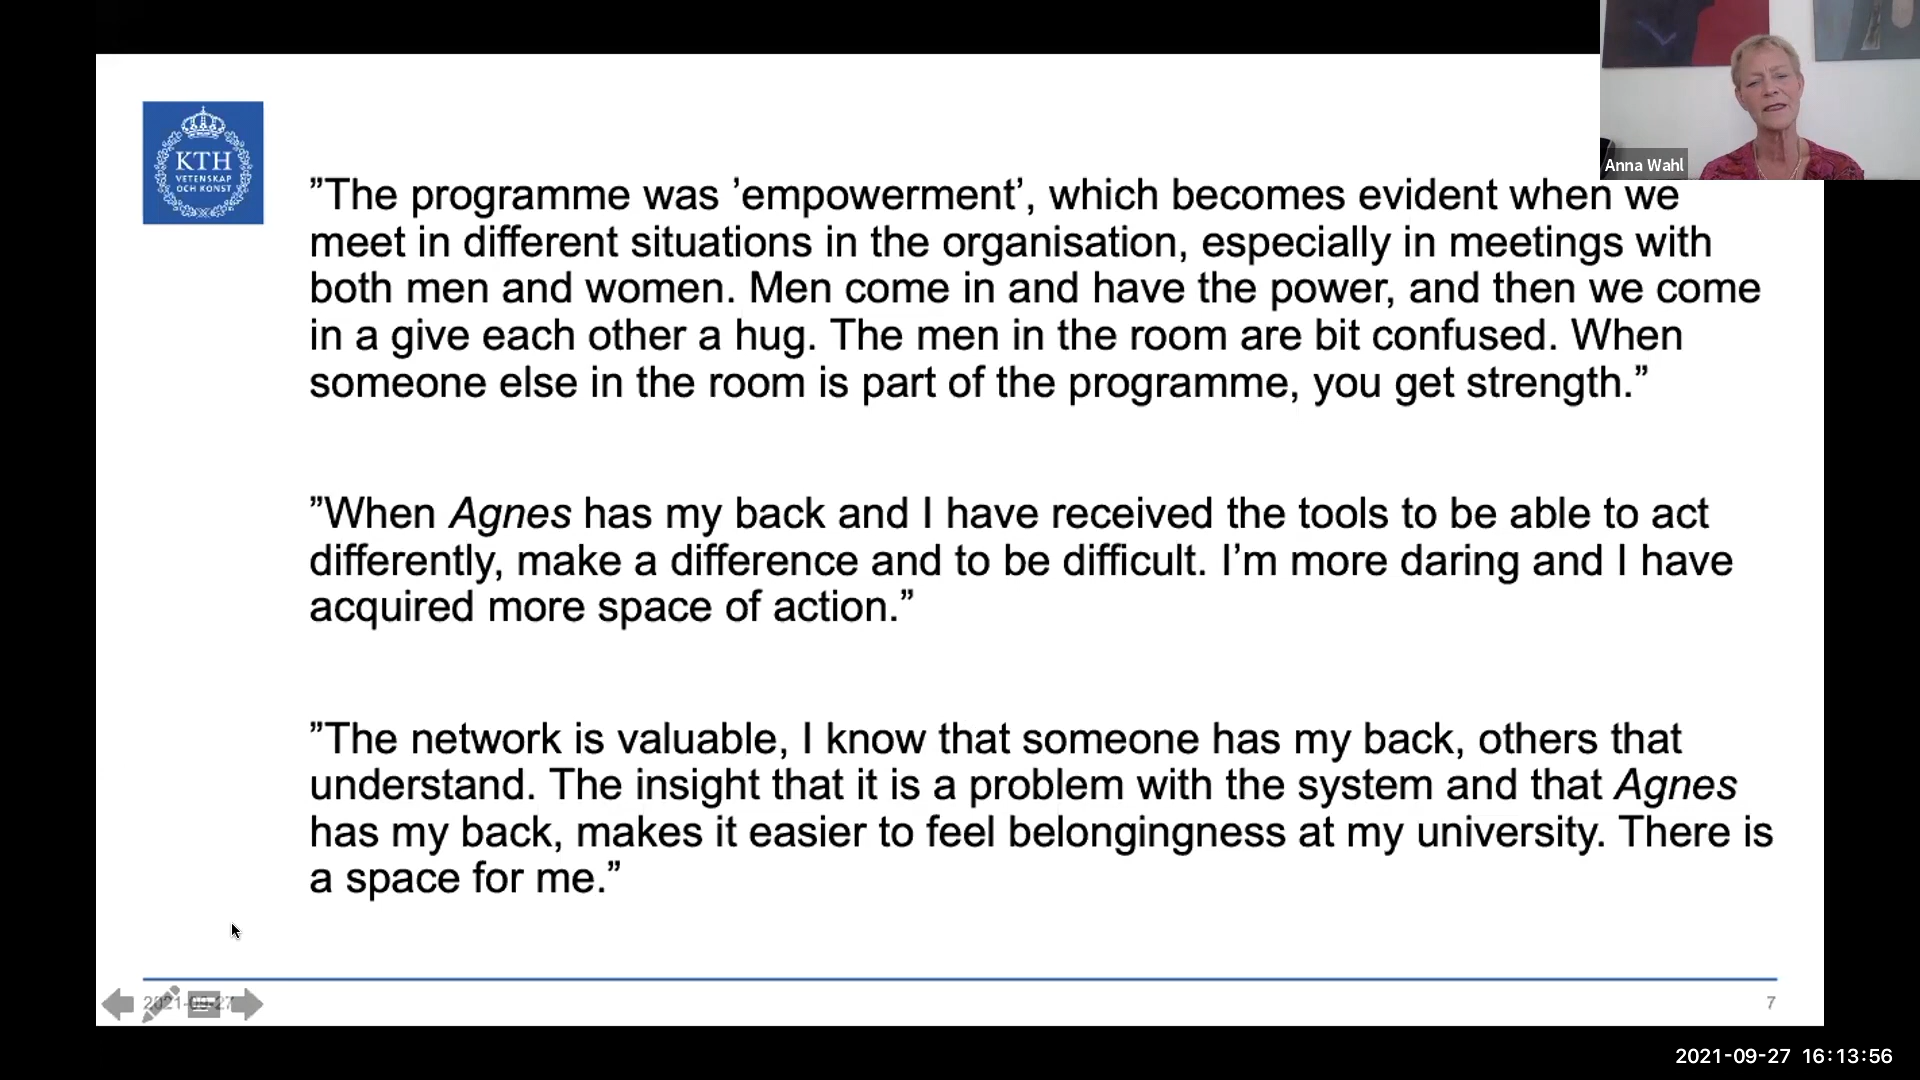 Anna Wahl
KTH
VETENSKAP
OCH KONST
”The programme was ’empowerment’, which becomes evident when we
meet in different situations in the organisation, especially in meetings with
both men and women. Men come in and have the power, and then we come
in a give each other a hug. The men in the room are bit confused. When
someone else in the room is part of the programme, you get strength.”
”When Agnes has my back and I have received the tools to be able to act
differently, make a difference and to be difficult. I’m more daring and I have
acquired more space of action.”
”The network is valuable, I know that someone has my back, others that
understand. The insight that it is a problem with the system and that Agnes
has my back, makes it easier to feel belongingness at my university. There is
a space for me.”
2021-09-27
7
2021-09-27 16:13:56